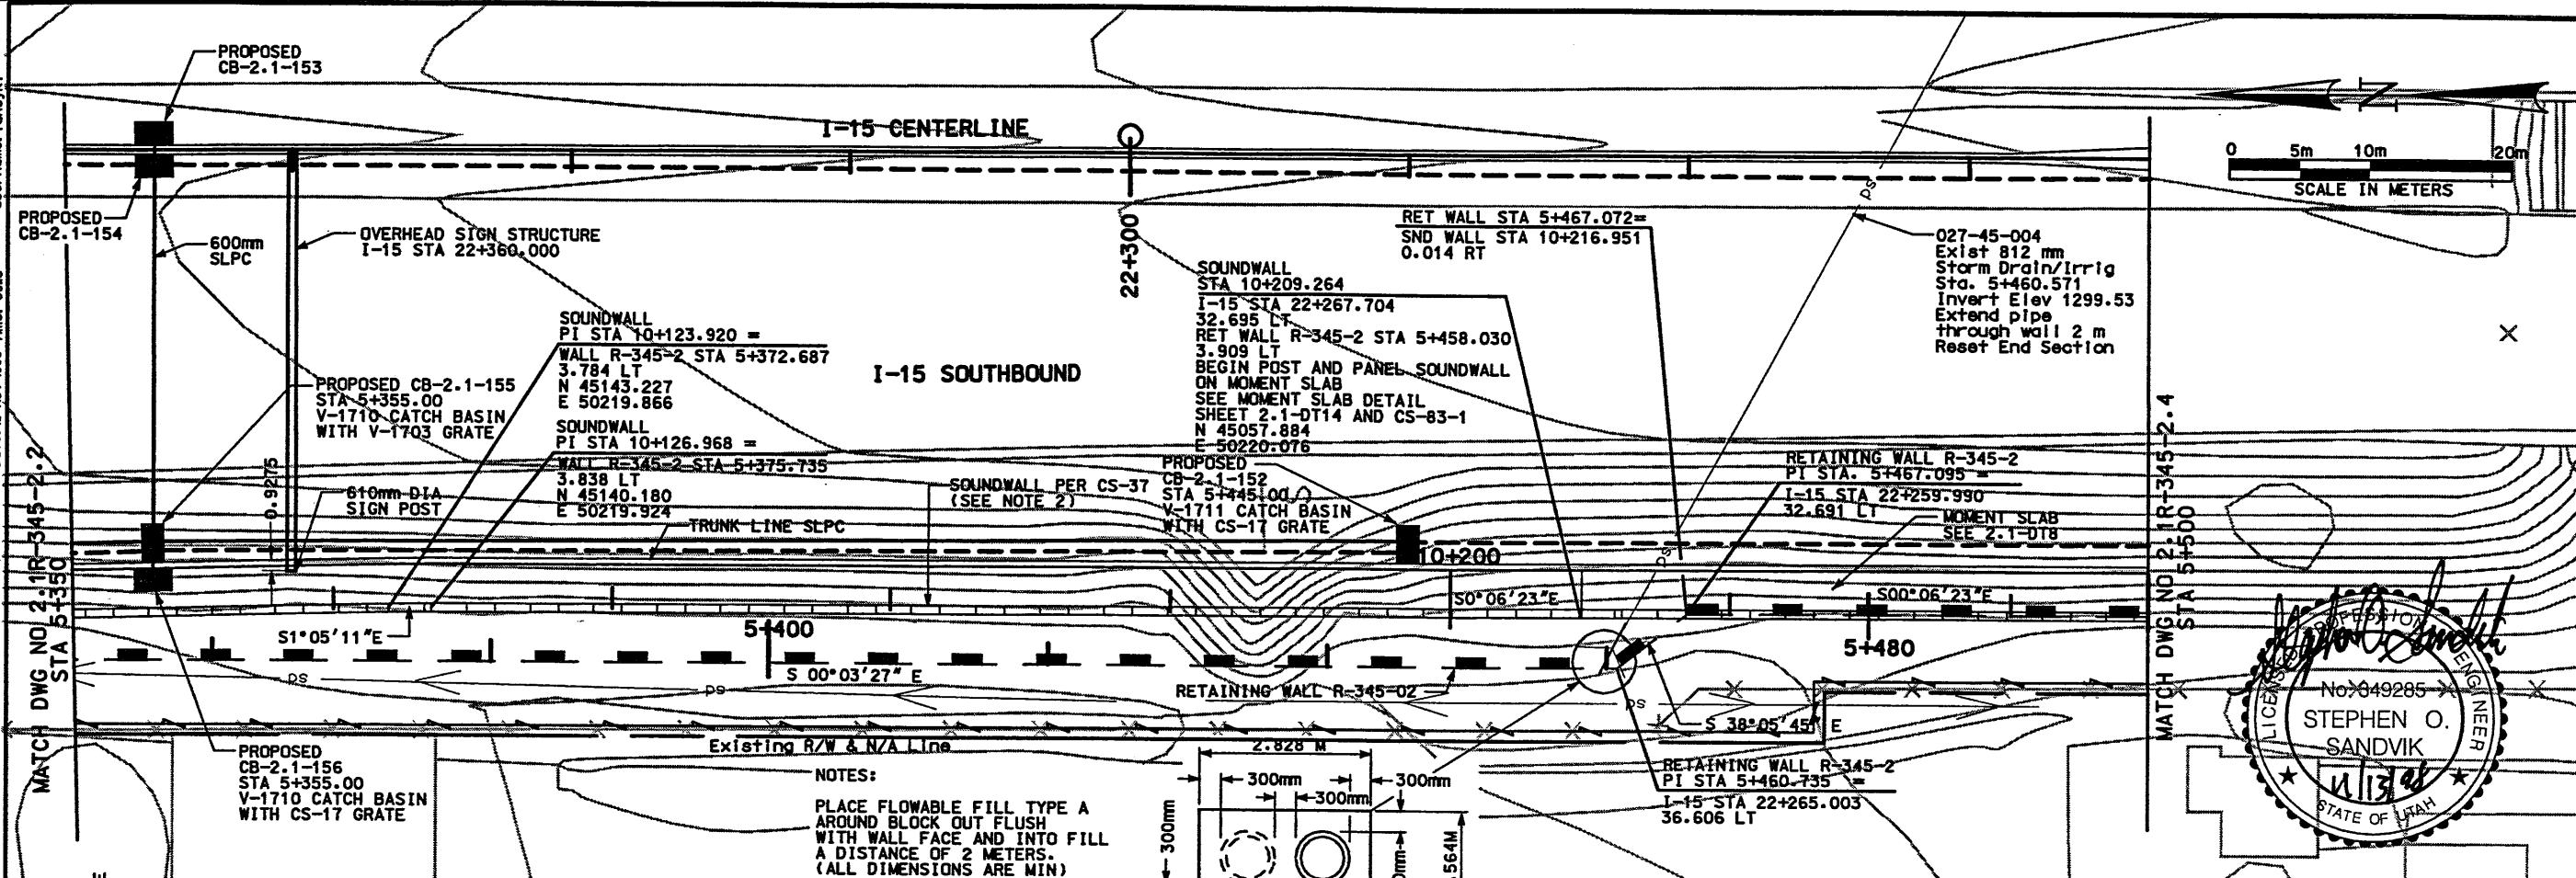 PROPOSED
CB-2.1-153
I-15 CENTERLINE
0 5m 10m 20m
SCALE IN METERS
PROPOSED
CB-2.1-154
600mm
SLPC
OVERHEAD SIGN STRUCTURE
I-15 STA 22+360.000
22+300
RET WALL STA 5+467.072=
SND WALL STA 10+216.951
0.014 RT
ps
027-45-004
Exist 812 mm
Storm Drain/Irrig
Sta. 5+460.571
Invert Elev 1299.53
Extend pipe
through wall 2 m
Reset End Section
SOUNDWALL
STA 10+209.264
I-15 STA 22+267.704
32.695 LT
RET WALL R-345-2 STA 5+458.030
3.909 LT
BEGIN POST AND PANEL SOUNDWALL
ON MOMENT SLAB
SEE MOMENT SLAB DETAIL
SHEET 2.1-DT14 AND CS-83-1
N 45057.884
E 50220.076
SOUNDWALL
PI STA 10+123.920 =
WALL R-345-2 STA 5+372.687
3.784 LT
N 45143.227
E 50219.866
I-15 SOUTHBOUND
PROPOSED CB-2.1-155
STA 5+355.00
V-1710 CATCH BASIN
WITH V-1703 GRATE
SOUNDWALL
PI STA 10+126.968 =
WALL R-345-2 STA 5+375.735
3.838 LT
N 45140.180
E 50219.924
0.9275
610mm DIA
SIGN POST
TRUNK LINE SLPC
SOUNDWALL PER CS-37
(SEE NOTE 2)
PROPOSED
CB-2.1-152
STA 5+445.00
V-1711 CATCH BASIN
WITH CS-17 GRATE
RETAINING WALL R-345-2
PI STA. 5+467.095 =
I-15 STA 22+259.990
32.691 LT
MOMENT SLAB
SEE 2.1-DT8
10+200
ps
MATCH DWG NO 2.1R-345-2.2
STA 5+350
MATCH DWG NO 2.1R-345-2.4
STA 5+500
S0°06'23"E
S00°06'23"E
S1°05'11"E
5+400
5+480
S 00°03'27" E
ps
ps
ps
RETAINING WALL R-345-02
S 38°05'45" E
Existing R/W & N/A Line
PROPOSED
CB-2.1-156
STA 5+355.00
V-1710 CATCH BASIN
WITH CS-17 GRATE
NOTES:
PLACE FLOWABLE FILL TYPE A
AROUND BLOCK OUT FLUSH
WITH WALL FACE AND INTO FILL
A DISTANCE OF 2 METERS.
(ALL DIMENSIONS ARE MIN)
2.828 M
300mm
300mm
300mm
300mm
RETAINING WALL R-345-2
PI STA 5+460.735 =
I-15 STA 22+265.003
36.606 LT
LICENSED PROFESSIONAL ENGINEER
No. 349285
STEPHEN O.
SANDVIK
11/13/98
STATE OF UTAH